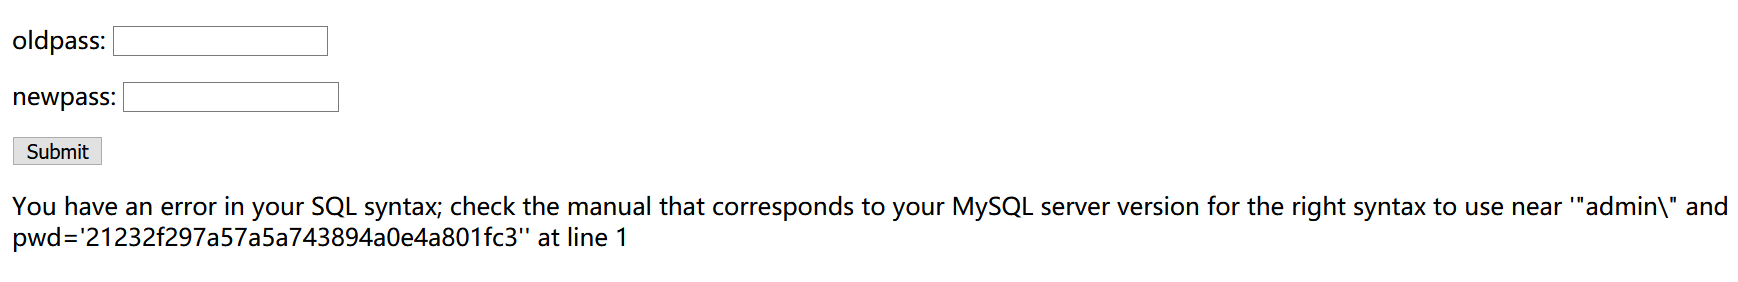 oldpass:
newpass:
Submit
You have an error in your SQL syntax; check the manual that corresponds to your MySQL server version for the right syntax to use near '"admin\" and
pwd='21232f297a57a5a743894a0e4a801fc3'' at line 1